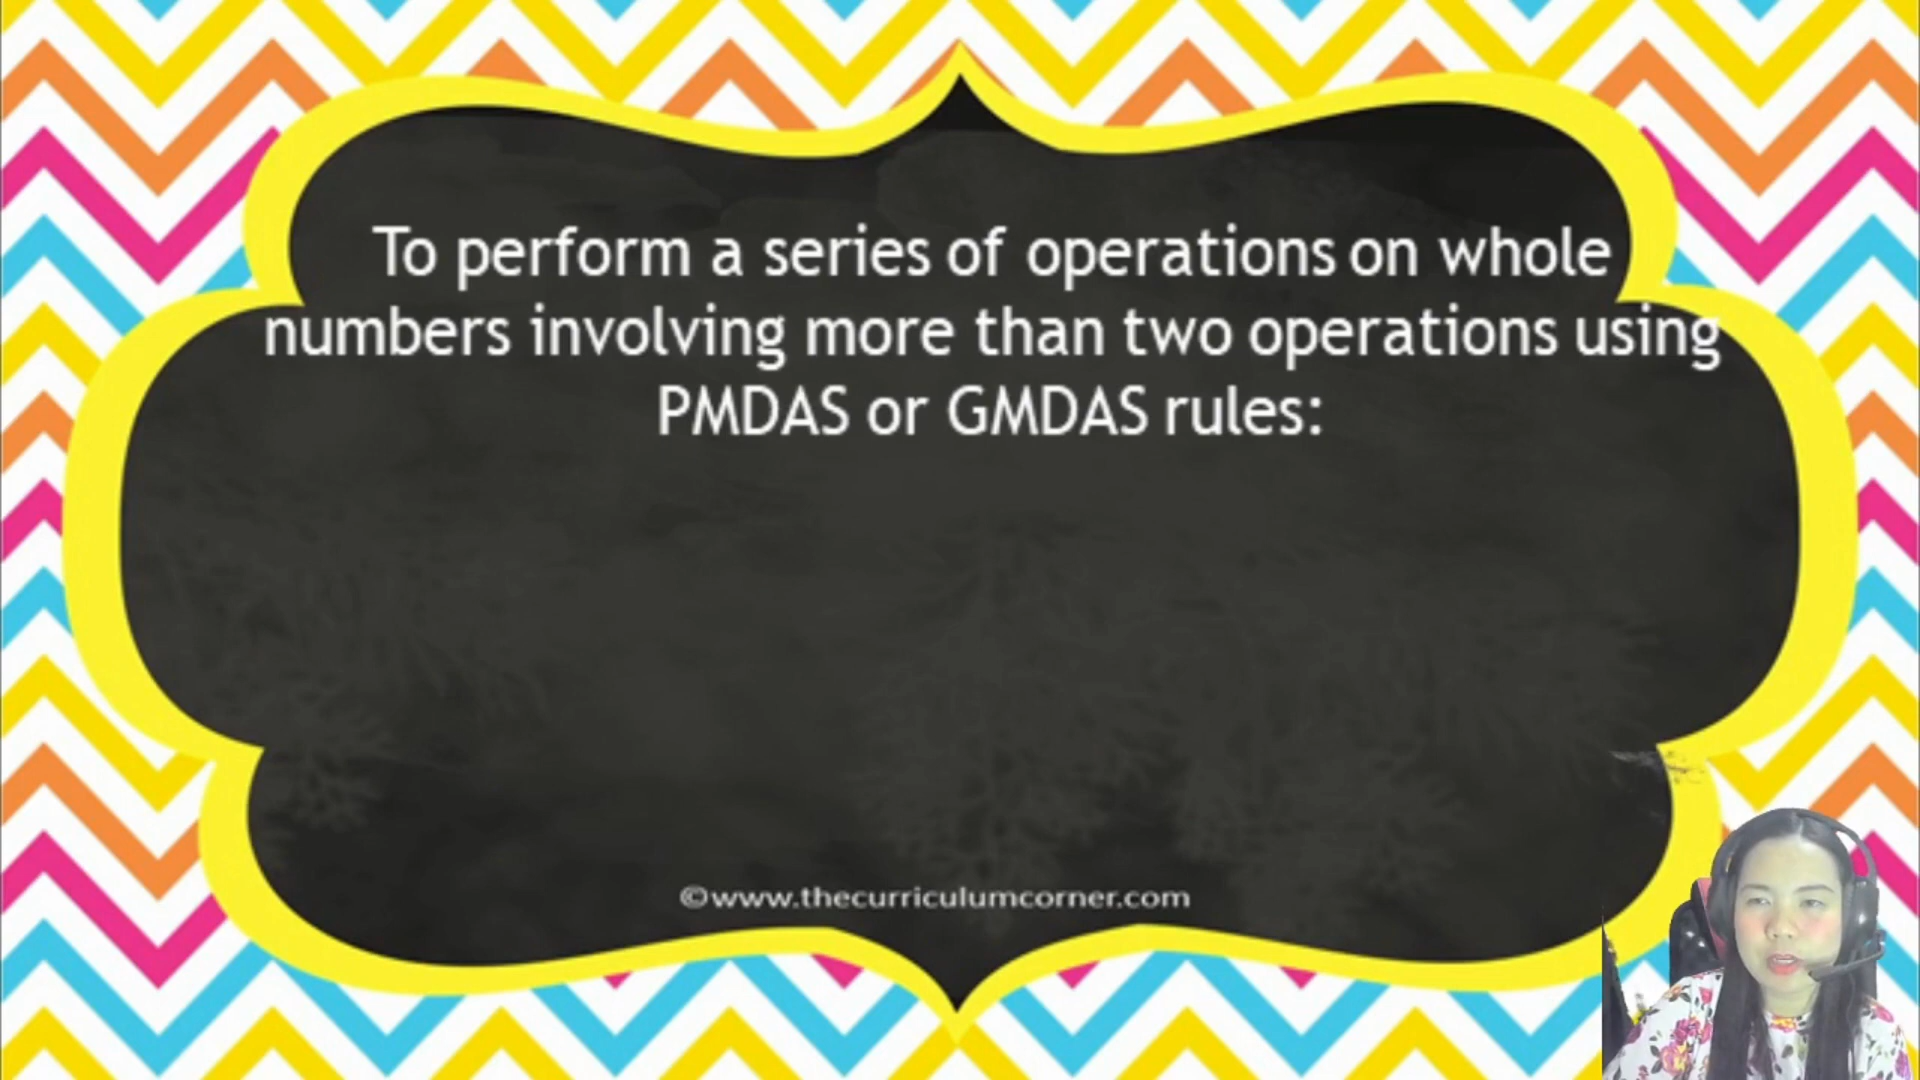 To perform a series of operations on whole
numbers involving more than two operations using
PMDAS or GMDAS rules:
©www.thecurriculumcorner.com